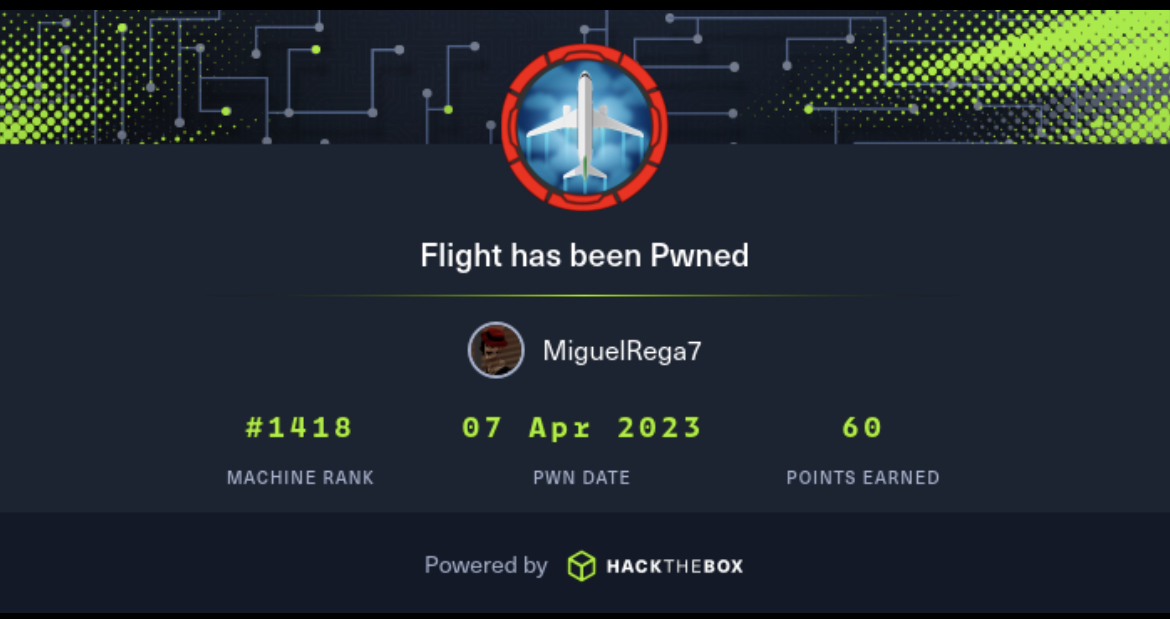 Flight has been Pwned
MiguelRega7
#1418 07 Apr 2023 60
MACHINE RANK PWN DATE POINTS EARNED
Powered by HACKTHEBOX